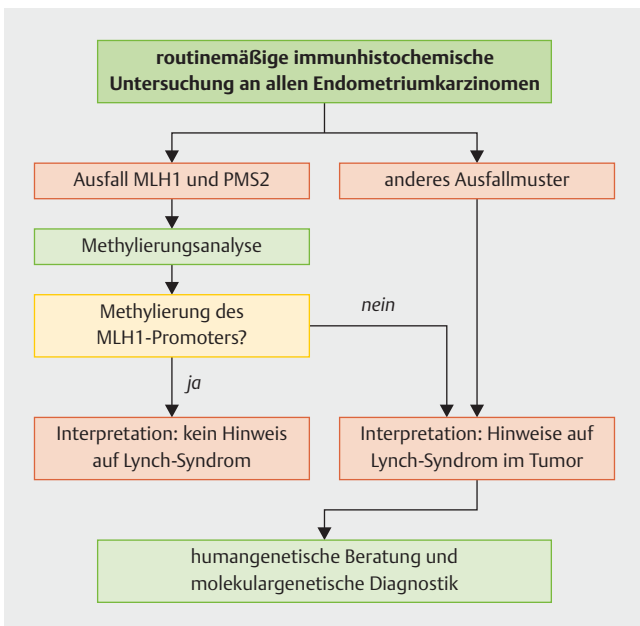 routinemäßige immunhistochemische
Untersuchung an allen Endometriumkarzinomen
Ausfall MLH1 und PMS2
anderes Ausfallmuster
Methylierungsanalyse
Methylierung des
MLH1-Promoters?
nein
ja
Interpretation: kein Hinweis
auf Lynch-Syndrom
Interpretation: Hinweise auf
Lynch-Syndrom im Tumor
humangenetische Beratung und
molekulargenetische Diagnostik